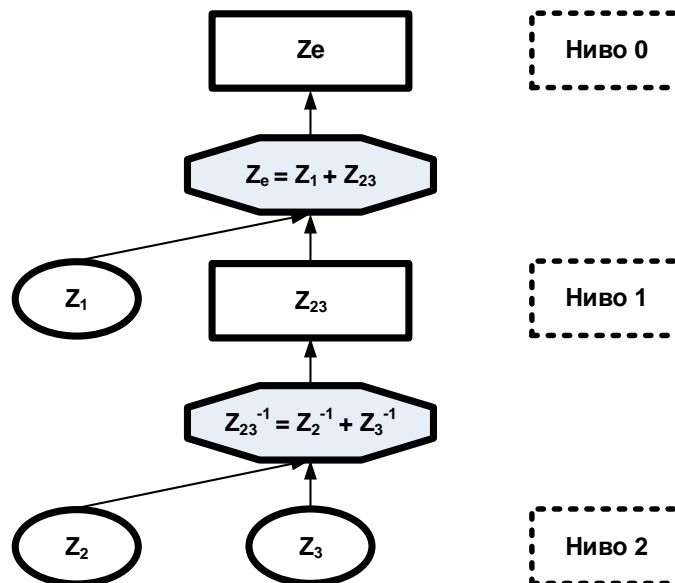 Ze
Ниво 0
Zₑ = Z₁ + Z₂₃
Z₁
Z₂₃
Ниво 1
Z₂₃⁻¹ = Z₂⁻¹ + Z₃⁻¹
Z₂
Z₃
Ниво 2